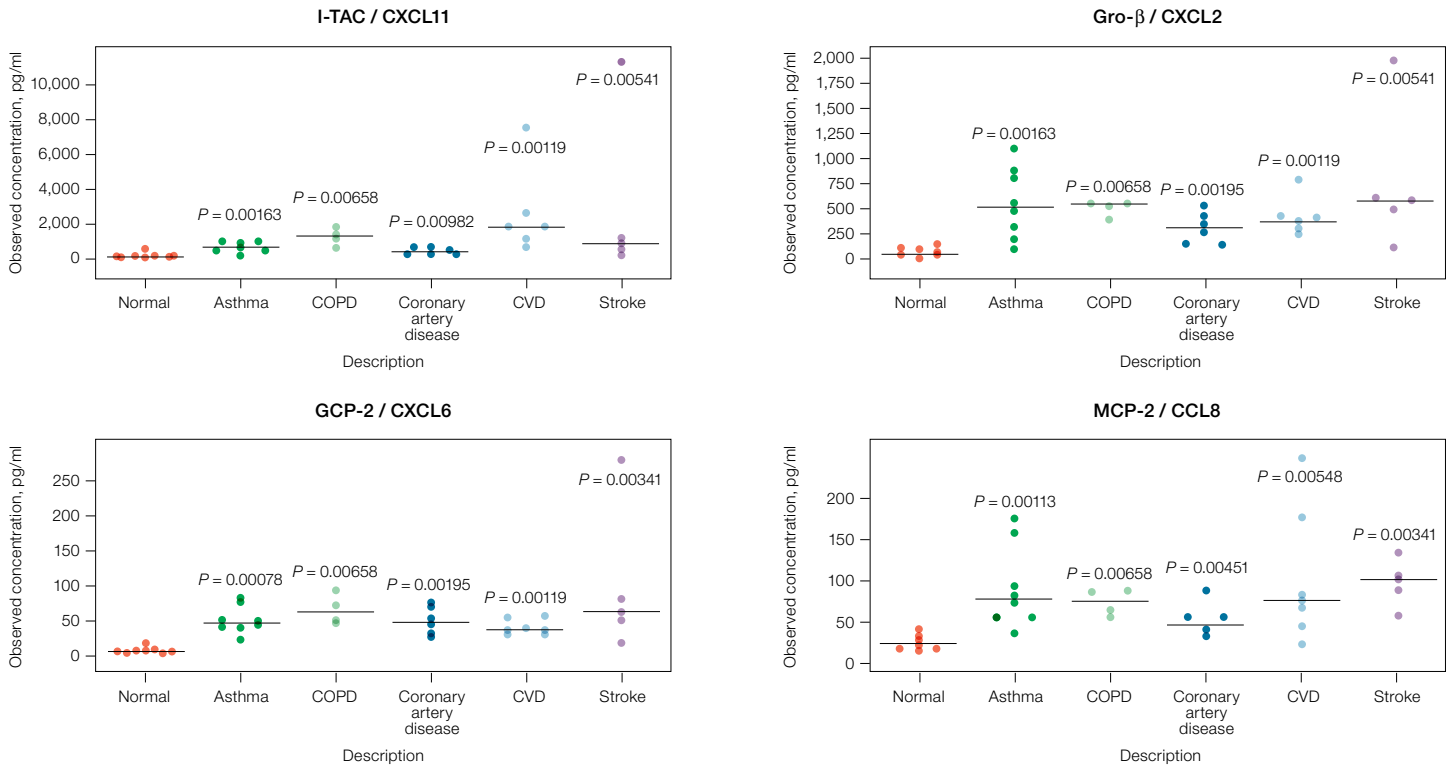 I-TAC / CXCL11
Observed concentration, pg/ml
10,000
8,000
6,000
4,000
2,000
0
P = 0.00163
P = 0.00658
P = 0.00982
P = 0.00119
P = 0.00541
Normal
Asthma
COPD
Coronary
artery
disease
CVD
Stroke
Description
Gro-β / CXCL2
Observed concentration, pg/ml
2,000
1,750
1,500
1,250
1,000
750
500
250
0
P = 0.00163
P = 0.00658
P = 0.00195
P = 0.00119
P = 0.00541
Normal
Asthma
COPD
Coronary
artery
disease
CVD
Stroke
Description
GCP-2 / CXCL6
Observed concentration, pg/ml
250
200
150
100
50
0
P = 0.00078
P = 0.00658
P = 0.00195
P = 0.00119
P = 0.00341
Normal
Asthma
COPD
Coronary
artery
disease
CVD
Stroke
Description
MCP-2 / CCL8
Observed concentration, pg/ml
200
150
100
50
0
P = 0.00113
P = 0.00658
P = 0.00451
P = 0.00548
P = 0.00341
Normal
Asthma
COPD
Coronary
artery
disease
CVD
Stroke
Description